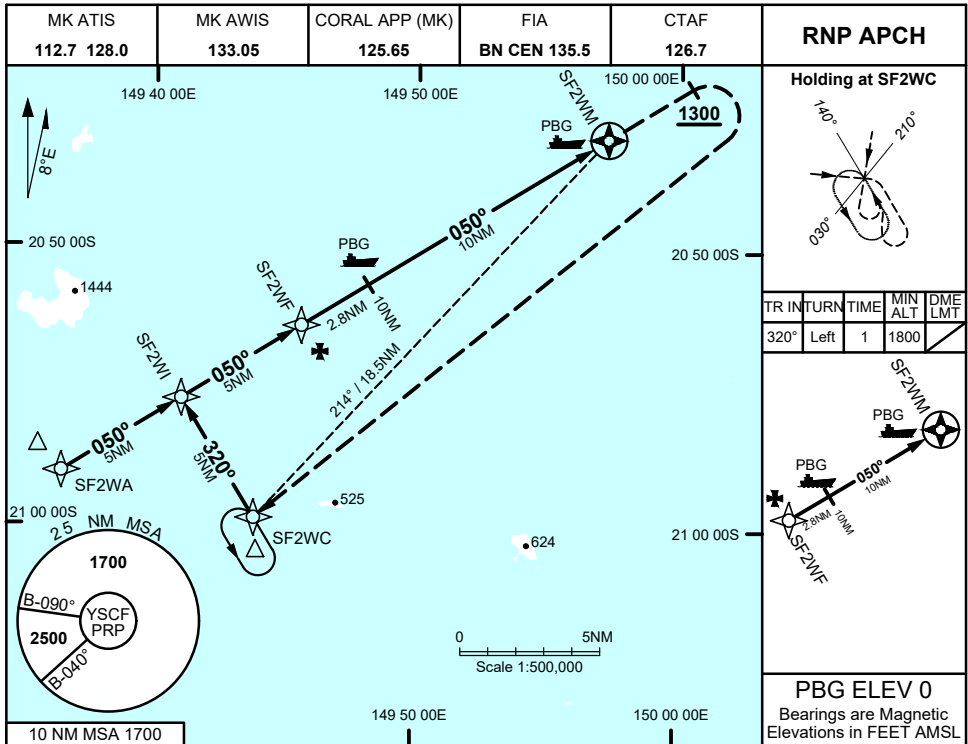 MK ATIS
112.7 128.0
MK AWIS
133.05
CORAL APP (MK)
125.65
FIA
BN CEN 135.5
CTAF
126.7
RNP APCH
149 40 00E
149 50 00E
150 00 00E
8°E
SF2WM
PBG
1300
050°
10NM
20 50 00S
20 50 00S
PBG
SF2WF
1444
2.8NM
10NM
SF2WI
050°
5NM
214° / 18.5NM
050°
5NM
320°
5NM
SF2WA
525
21 00 00S
SF2WC
624
21 00 00S
25 NM MSA
1700
B-090°
YSCF
PRP
2500
B-040°
0 5NM
Scale 1:500,000
149 50 00E
150 00 00E
10 NM MSA 1700
Holding at SF2WC
140°
210°
030°
TR IN TURN TIME MIN ALT DME LMT
320° Left 1 1800
SF2WM
PBG
PBG
050°
10NM
2.8NM
10NM
SF2WF
PBG ELEV 0
Bearings are Magnetic
Elevations in FEET AMSL